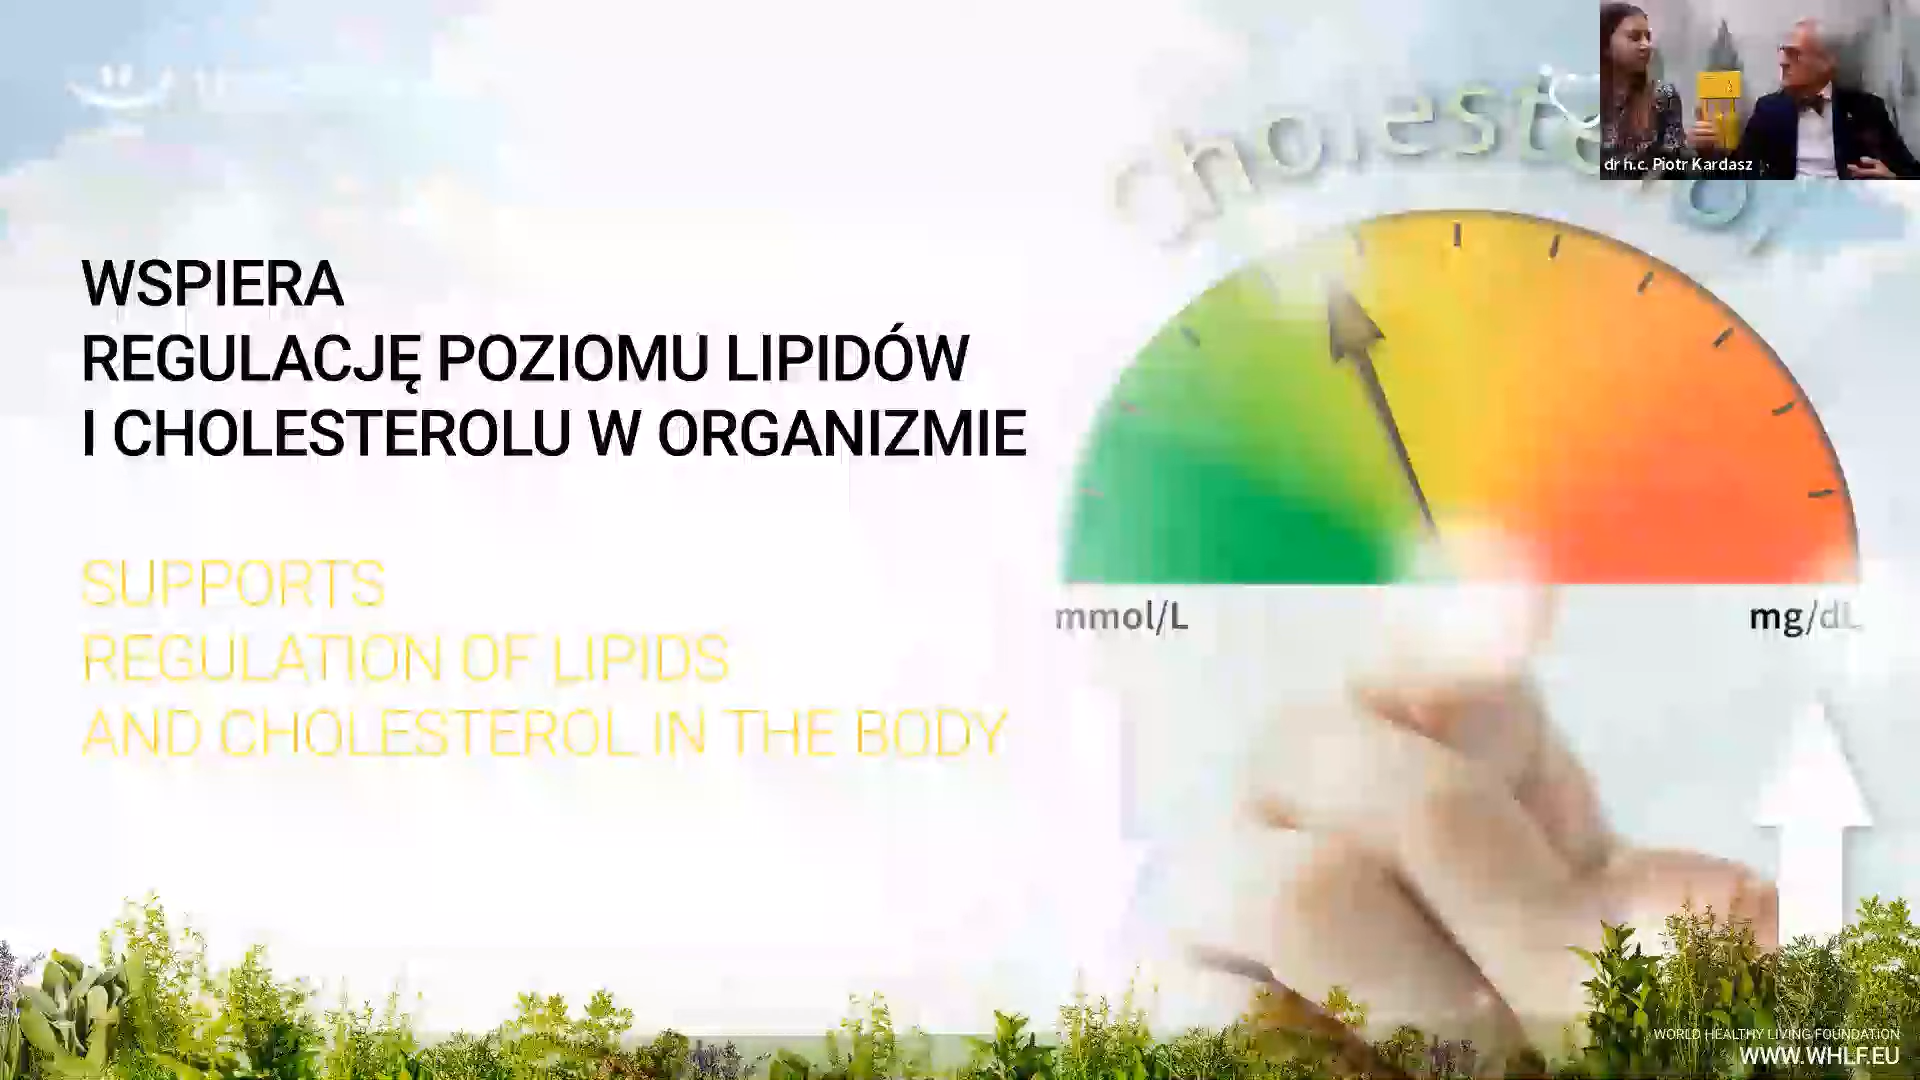 WSPIERA
REGULACJĘ POZIOMU LIPIDÓW
I CHOLESTEROLU W ORGANIZMIE
SUPPORTS
REGULATION OF LIPIDS
AND CHOLESTEROL IN THE BODY
mmol/L
mg/dL
dr h.c. Piotr Kardasz
WORLD HEALTHY LIVING FOUNDATION
WWW.WHLF.EU